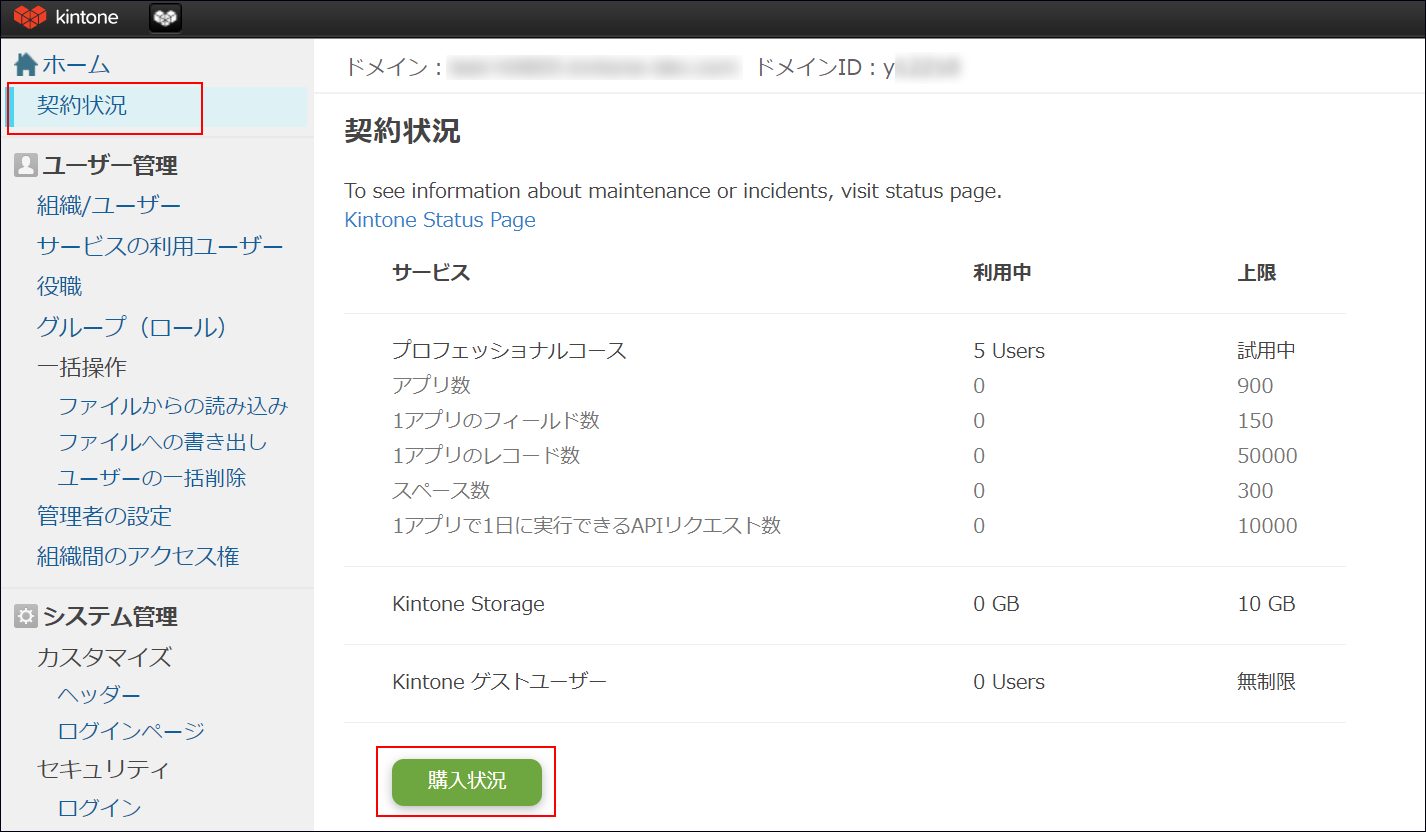 kintone
ホーム
契約状況
ユーザー管理
組織/ユーザー
サービスの利用ユーザー
役職
グループ（ロール）
一括操作
ファイルからの読み込み
ファイルへの書き出し
ユーザーの一括削除
管理者の設定
組織間のアクセス権
システム管理
カスタマイズ
ヘッダー
ログインページ
セキュリティ
ログイン
ドメイン： ドメインID：y
契約状況
To see information about maintenance or incidents, visit status page.
Kintone Status Page
サービス 利用中 上限
プロフェッショナルコース 5 Users 試用中
アプリ数 0 900
1アプリのフィールド数 0 150
1アプリのレコード数 0 50000
スペース数 0 300
1アプリで1日に実行できるAPIリクエスト数 0 10000
Kintone Storage 0 GB 10 GB
Kintone ゲストユーザー 0 Users 無制限
購入状況